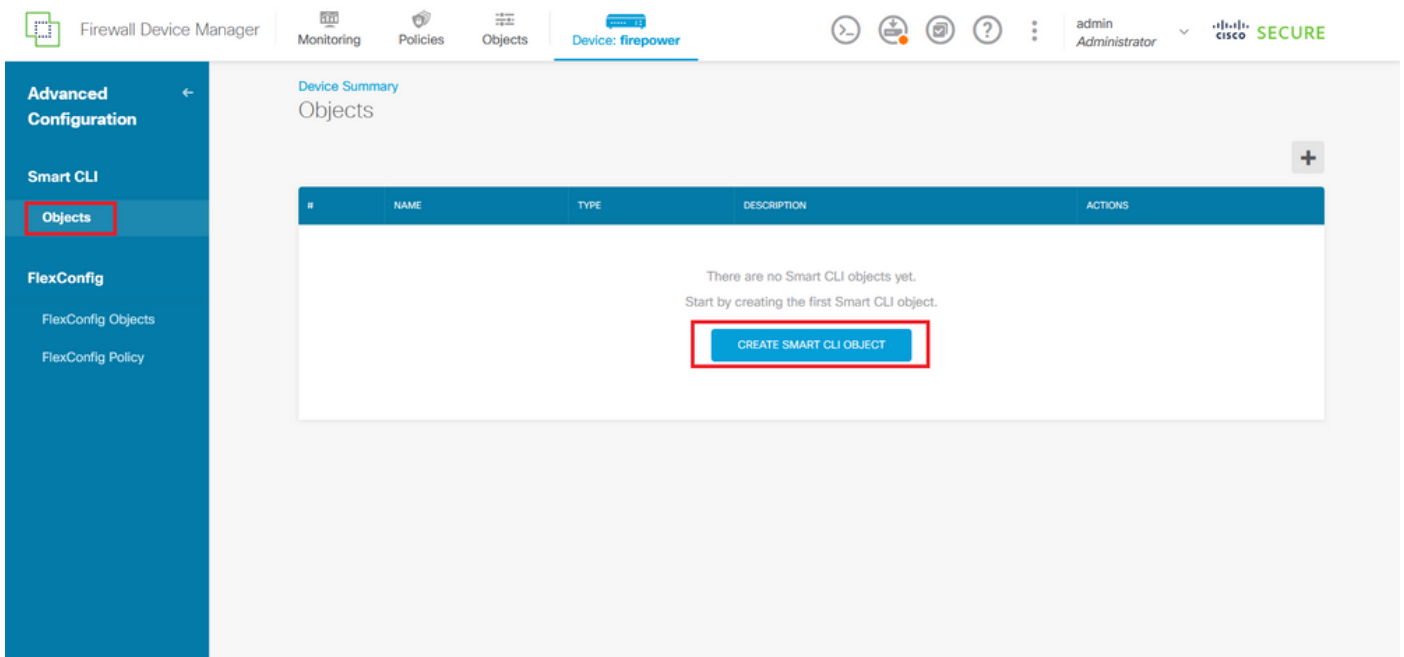 Firewall Device Manager
Monitoring
Policies
Objects
Device: firepower
admin
Administrator
cisco SECURE
Advanced
Configuration
Smart CLI
Objects
FlexConfig
FlexConfig Objects
FlexConfig Policy
Device Summary
Objects
# NAME TYPE DESCRIPTION ACTIONS
There are no Smart CLI objects yet.
Start by creating the first Smart CLI object.
CREATE SMART CLI OBJECT